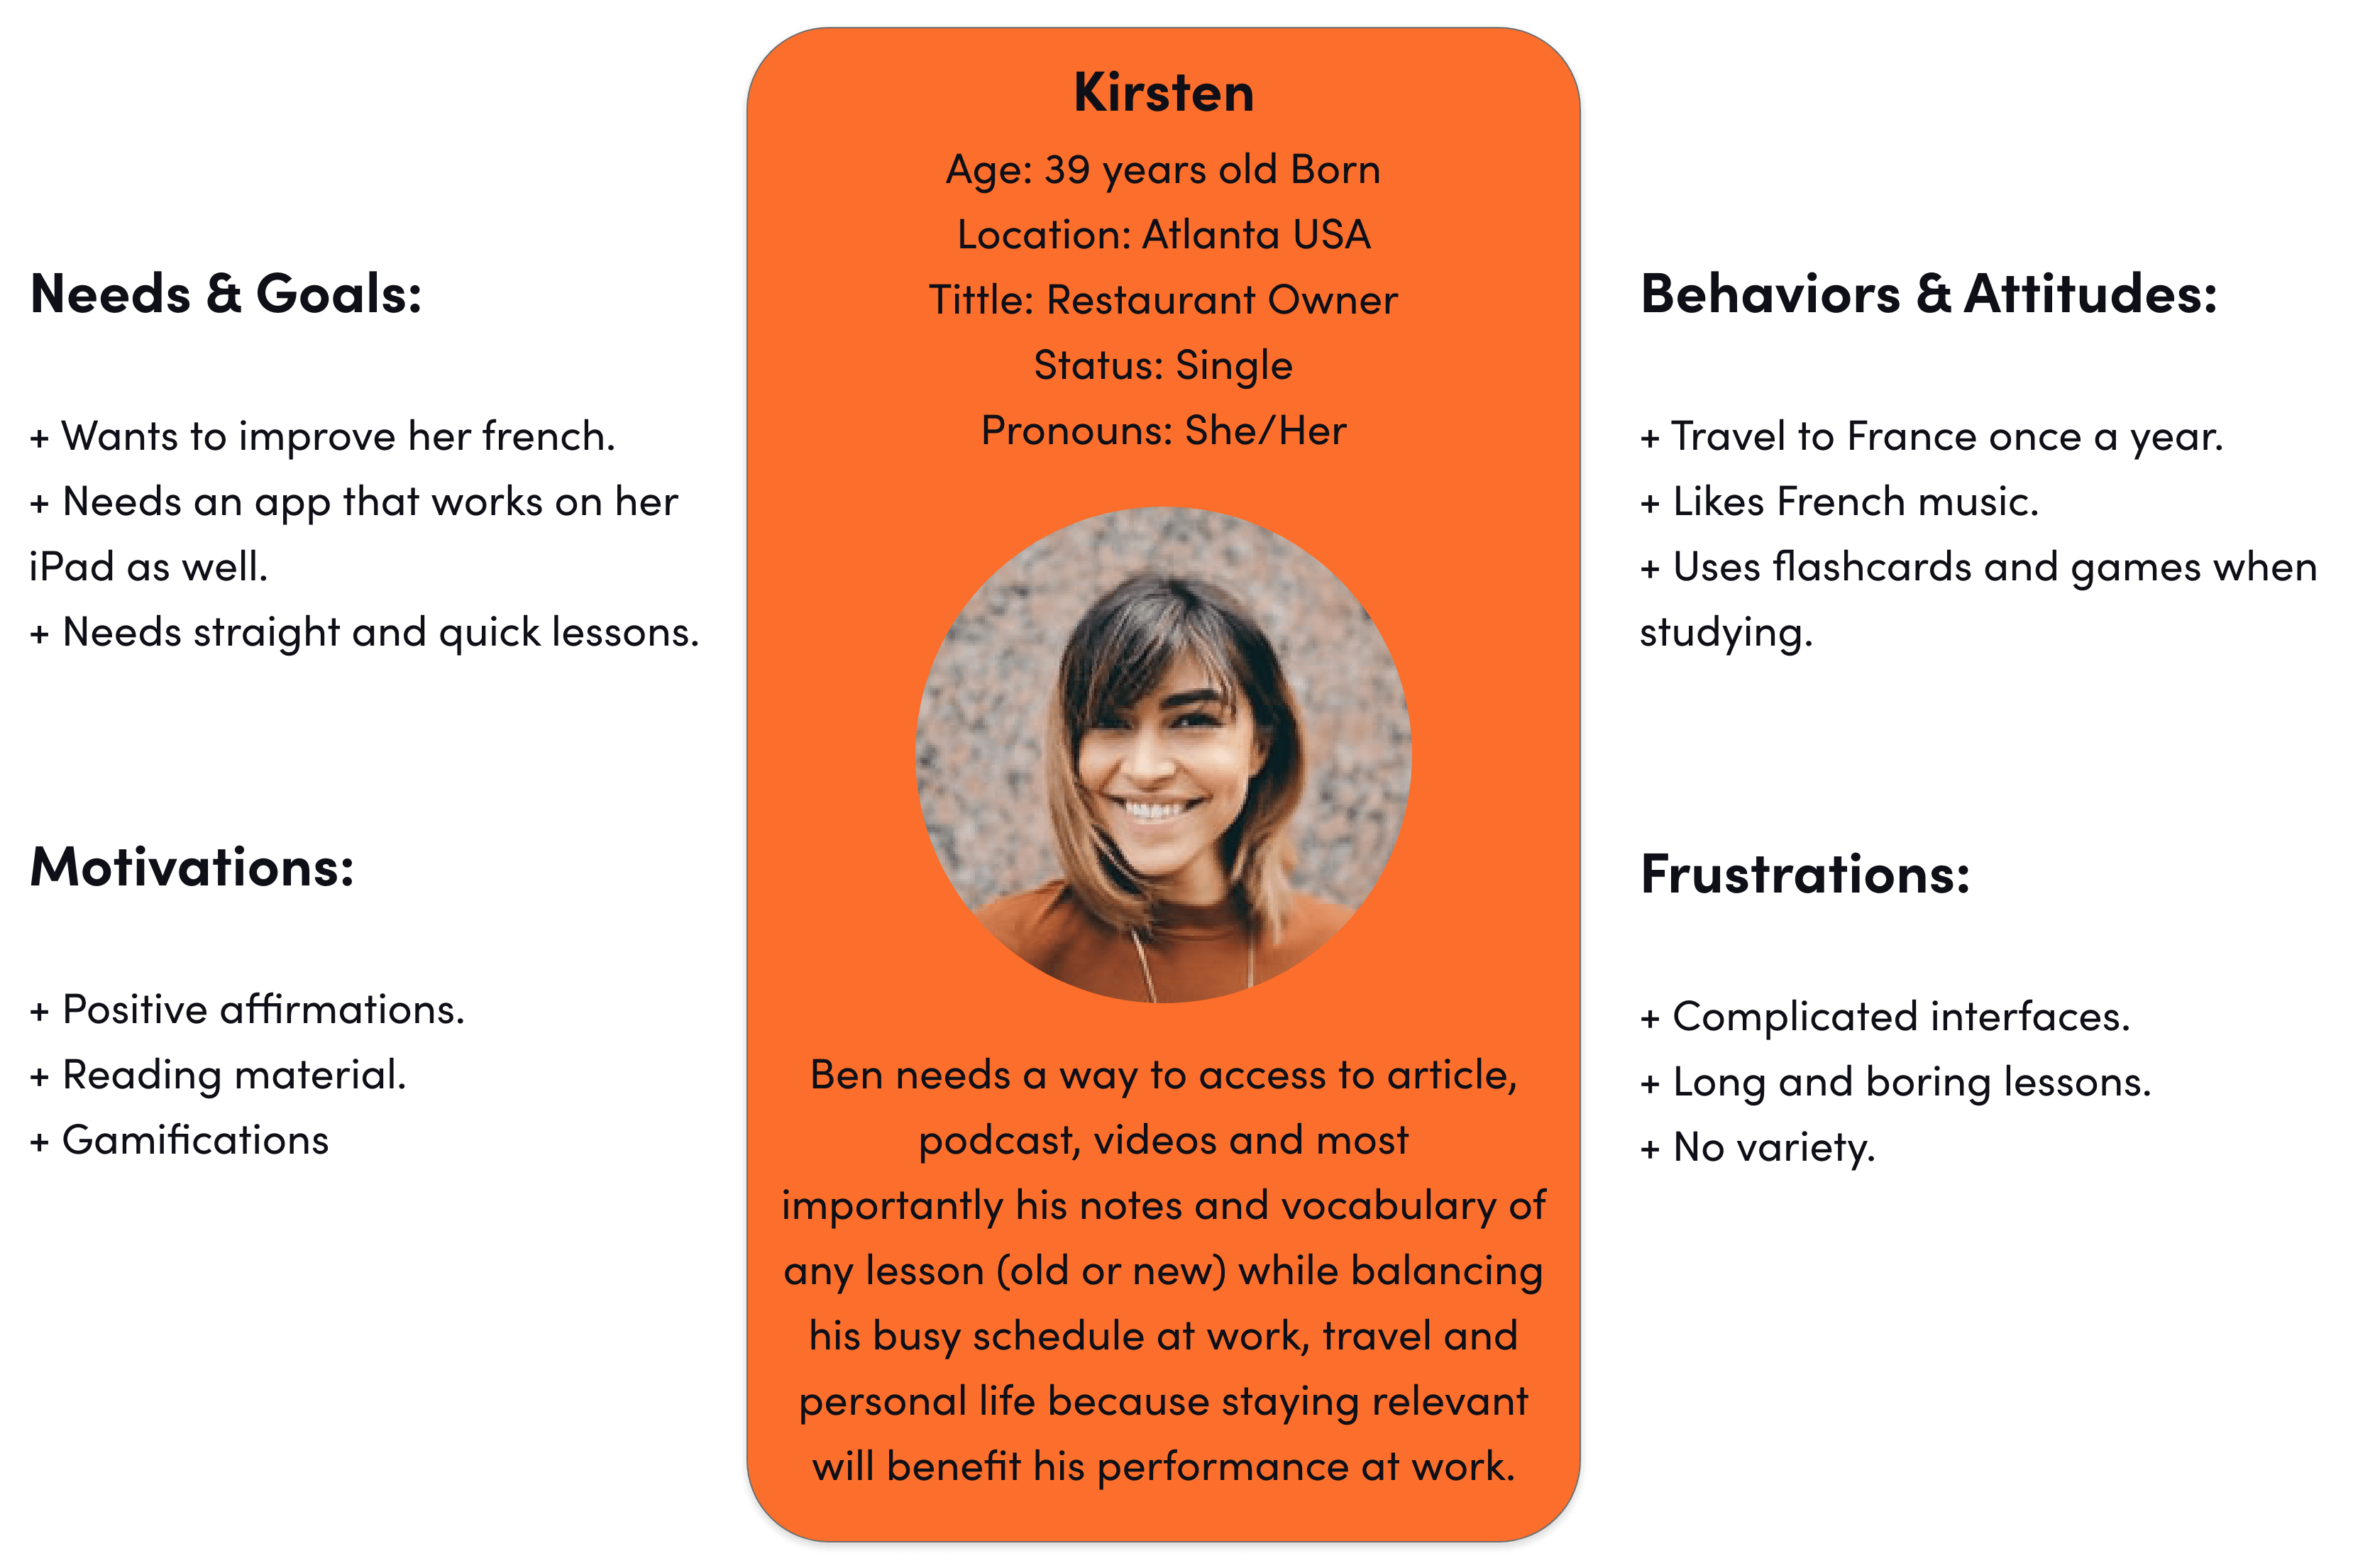 Kirsten
Age: 39 years old Born
Location: Atlanta USA
Tittle: Restaurant Owner
Status: Single
Pronouns: She/Her
Needs & Goals:
+ Wants to improve her french.
+ Needs an app that works on her
iPad as well.
+ Needs straight and quick lessons.
Motivations:
+ Positive affirmations.
+ Reading material.
+ Gamifications
Ben needs a way to access to article,
podcast, videos and most
importantly his notes and vocabulary of
any lesson (old or new) while balancing
his busy schedule at work, travel and
personal life because staying relevant
will benefit his performance at work.
Behaviors & Attitudes:
+ Travel to France once a year.
+ Likes French music.
+ Uses flashcards and games when
studying.
Frustrations:
+ Complicated interfaces.
+ Long and boring lessons.
+ No variety.